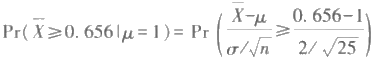 Pr( X̄⩾0.656|μ=1)=Pr ( (X̄-μ)/(σ/√n) ⩾ (0.656-1)/(2/√25) )